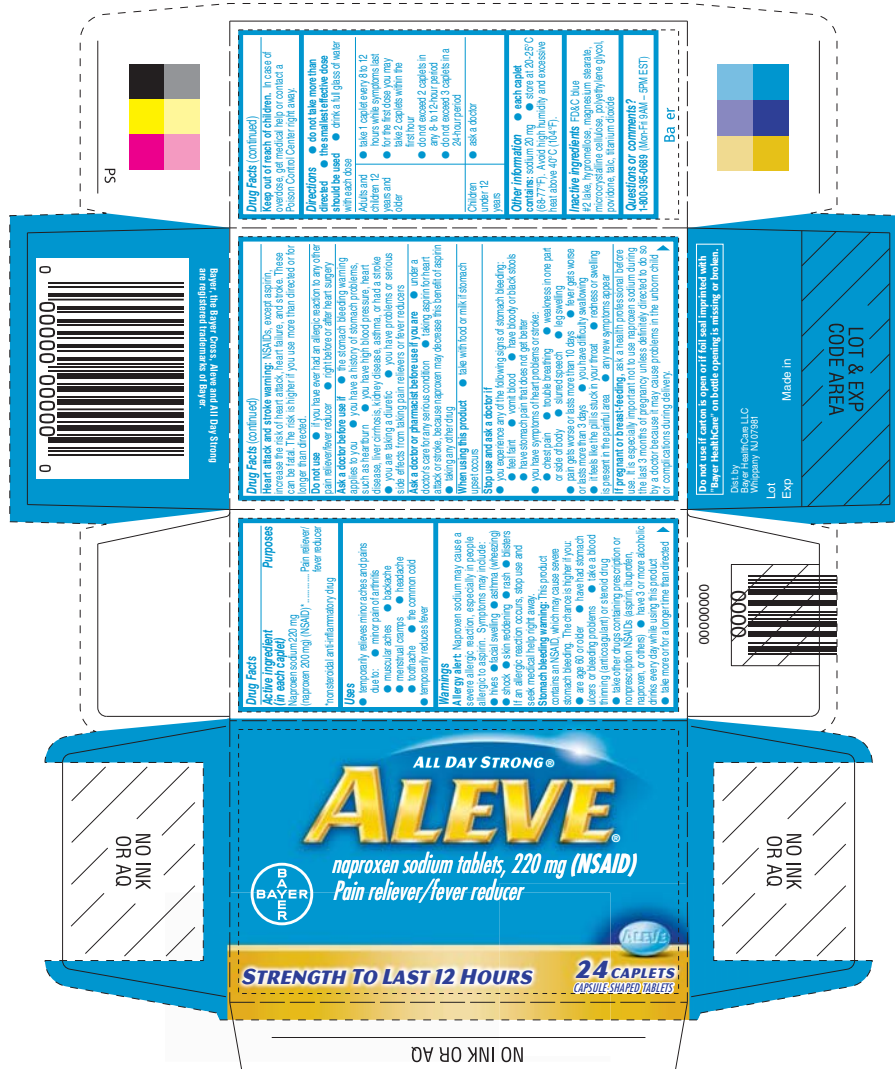 PS
Drug Facts (continued)
Keep out of reach of children. In case of
overdose, get medical help or contact a
Poison Control Center right away.
Directions ● do not take more than
directed ● the smallest effective dose
should be used ● drink a full glass of water
with each dose
Adults and
children 12
years and
older
● take 1 caplet every 8 to 12
hours while symptoms last
● for the first dose you may
take 2 caplets within the
first hour
● do not exceed 2 caplets in
any 8- to 12-hour period
● do not exceed 3 caplets in a
24-hour period
Children
under 12
years
● ask a doctor
Other information ● each caplet
contains: sodium 20 mg ● store at 20-25°C
(68-77°F). Avoid high humidity and excessive
heat above 40°C (104°F).
Inactive ingredients FD&C blue
#2 lake, hypromellose, magnesium stearate,
microcrystalline cellulose, polyethylene glycol,
povidone, talc, titanium dioxide
Questions or comments?
1-800-395-0689 (Mon-Fri 9AM – 5PM EST)
Ba er
0 00000 00000 0
Bayer, the Bayer Cross, Aleve and All Day Strong
are registered trademarks of Bayer.
Drug Facts (continued)
Heart attack and stroke warning: NSAIDs, except aspirin,
increase the risk of heart attack, heart failure, and stroke. These
can be fatal. The risk is higher if you use more than directed or for
longer than directed.
Do not use ● if you have ever had an allergic reaction to any other
pain reliever/fever reducer ● right before or after heart surgery
Ask a doctor before use if ● the stomach bleeding warning
applies to you ● you have a history of stomach problems,
such as heartburn ● you have high blood pressure, heart
disease, liver cirrhosis, kidney disease, asthma, or had a stroke
● you are taking a diuretic ● you have problems or serious
side effects from taking pain relievers or fever reducers
Ask a doctor or pharmacist before use if you are ● under a
doctor's care for any serious condition ● taking aspirin for heart
attack or stroke, because naproxen may decrease this benefit of aspirin
● taking any other drug
When using this product ● take with food or milk if stomach
upset occurs
Stop use and ask a doctor if
● you experience any of the following signs of stomach bleeding:
● feel faint ● vomit blood ● have bloody or black stools
● have stomach pain that does not get better
● you have symptoms of heart problems or stroke:
● chest pain ● trouble breathing ● weakness in one part
or side of body ● slurred speech ● leg swelling
● pain gets worse or lasts more than 10 days ● fever gets worse
or lasts more than 3 days ● you have difficulty swallowing
● it feels like the pill is stuck in your throat ● redness or swelling
is present in the painful area ● any new symptoms appear
If pregnant or breast-feeding, ask a health professional before
use. It is especially important not to use naproxen sodium during
the last 3 months of pregnancy unless definitely directed to do so
by a doctor because it may cause problems in the unborn child
or complications during delivery.
Do not use if carton is open or if foil seal imprinted with
"Bayer HealthCare" on bottle opening is missing or broken.
Dist. by
Bayer HealthCare LLC
Whippany NJ 07981
Lot
Exp
Made in
LOT & EXP
CODE AREA
Drug Facts
Active ingredient
(in each caplet)
Purposes
Naproxen sodium 220 mg
(naproxen 200 mg) (NSAID)* ............. Pain reliever/
fever reducer
*nonsteroidal anti-inflammatory drug
Uses
● temporarily relieves minor aches and pains
due to: ● minor pain of arthritis
● muscular aches ● backache
● menstrual cramps ● headache
● toothache ● the common cold
● temporarily reduces fever
Warnings
Allergy alert: Naproxen sodium may cause a
severe allergic reaction, especially in people
allergic to aspirin. Symptoms may include:
● hives ● facial swelling ● asthma (wheezing)
● shock ● skin reddening ● rash ● blisters
If an allergic reaction occurs, stop use and
seek medical help right away.
Stomach bleeding warning: This product
contains an NSAID, which may cause severe
stomach bleeding. The chance is higher if you:
● are age 60 or older ● have had stomach
ulcers or bleeding problems ● take a blood
thinning (anticoagulant) or steroid drug
● take other drugs containing prescription or
nonprescription NSAIDs (aspirin, ibuprofen,
naproxen, or others) ● have 3 or more alcoholic
drinks every day while using this product
● take more or for a longer time than directed
00000000
0000
ALL DAY STRONG®
ALEVE®
naproxen sodium tablets, 220 mg (NSAID)
Pain reliever/fever reducer
BAYER
BAYER
ALEVE
STRENGTH TO LAST 12 HOURS
24 CAPLETS
CAPSULE-SHAPED TABLETS
NO INK
OR AQ
NO INK
OR AQ
NO INK OR AQ